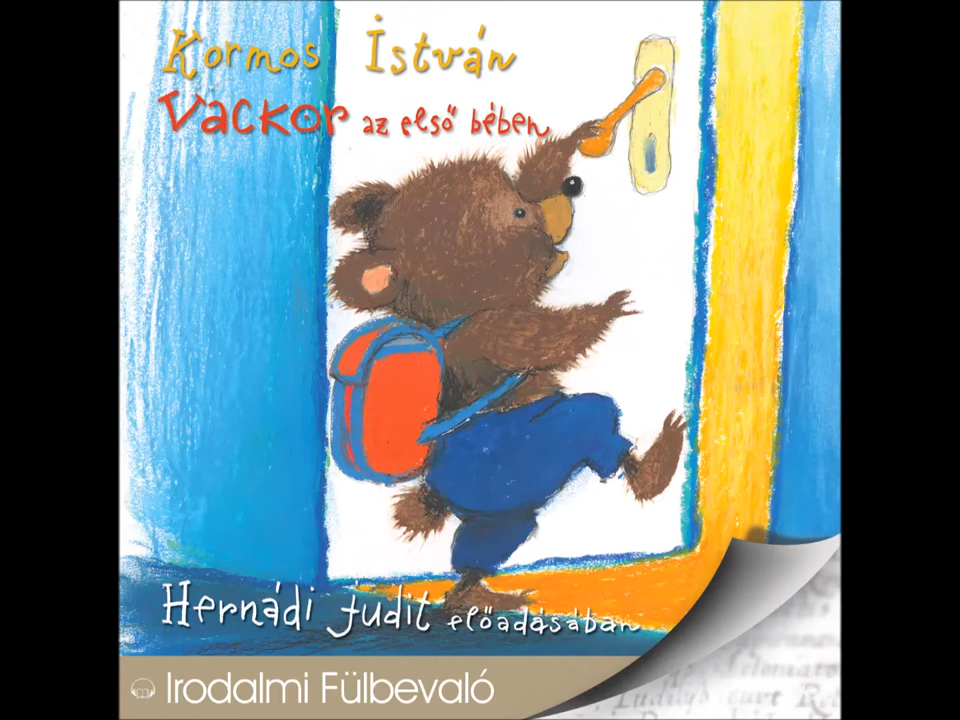 Kormos István
Vackor az első bében
Hernádi Judit előadásában
Irodalmi Fülbevaló